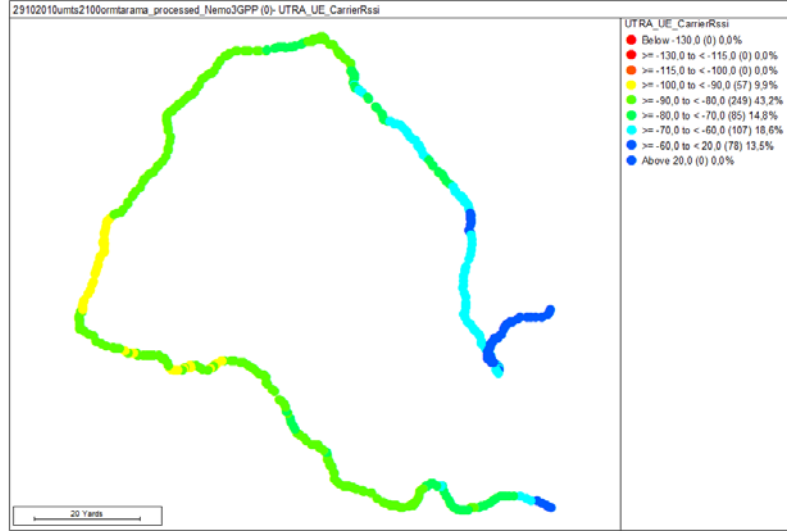 29102010umts2100ormtarama_processed_Nemo3GPP (0)- UTRA_UE_CarrierRssi
UTRA_UE_CarrierRssi
Below -130,0 (0) 0,0%
>= -130,0 to < -115,0 (0) 0,0%
>= -115,0 to < -100,0 (0) 0,0%
>= -100,0 to < -90,0 (57) 9,9%
>= -90,0 to < -80,0 (249) 43,2%
>= -80,0 to < -70,0 (85) 14,8%
>= -70,0 to < -60,0 (107) 18,6%
>= -60,0 to < 20,0 (78) 13,5%
Above 20,0 (0) 0,0%
20 Yards